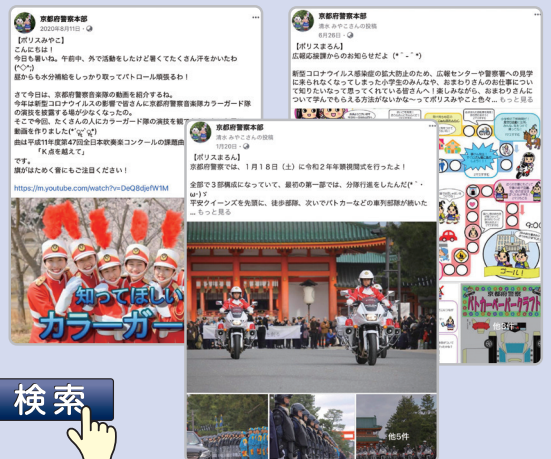 京都府警察本部
2020年8月11日
【ポリスみやこ】
こんにちは!
今日も暑いね。午前中、外で活動をしたけど暑くてたくさん汗をかいたわ
(^◇^;)
昼からも水分補給をしっかり取ってパトロール頑張るわ!
さて今日は、京都府警察音楽隊の動画を紹介するね。
今年は新型コロナウイルスの影響で皆さんに京都府警察音楽隊カラーガード隊
の演技を披露する場が少なくなったの。
そこで今回、たくさんの人にカラーガード隊の演技を観て
動画を作りました
曲は平成11年度第47回全日本吹奏楽コンクールの課題曲
「K点を越えて」
です。
旗がはためく音にもご注目ください!
https://m.youtube.com/watch?v=DeQ8djefW1M
知ってほしい
カラーガー
京都府警察本部
清水 みやこさんの投稿
6月26日
【ポリスまろん】
広報応接課からのお知らせだよ (*´-`*)
新型コロナウイルス感染症の拡大防止のため、広報センターや警察署への見学
に来られなくなってしまった小学生のみんなや、おまわりさんのお仕事につい
て知りたいなって思ってくれている皆さんへ!楽しみながら、おまわりさんに
ついて学んでもらえる方法がないかな~ってポリスみやこと色々... もっと見る
ゴール!
京都府警察
パトカーペーパークラフト
他8件
京都府警察本部
清水 みやこさんの投稿
1月20日
【ポリスまろん】
京都府警察では、1月18日(土)に令和2年年頭視閲式を行ったよ!
全部で3部構成になっていて、最初の第一部では、分隊行進をしたんだ(*´・
ω-)ゞ
平安クイーンズを先頭に、徒歩部隊、次いでパトカーなどの車列部隊が続いた
... もっと見る
他5件
検索